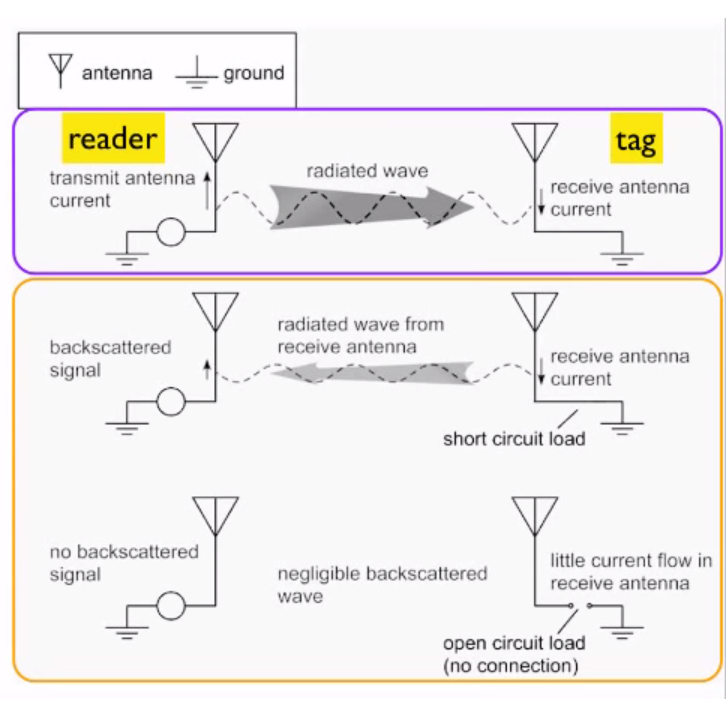 antenna
ground
reader
tag
transmit antenna
current
radiated wave
receive antenna
current
backscattered
signal
radiated wave from
receive antenna
receive antenna
current
short circuit load
no backscattered
signal
negligible backscattered
wave
little current flow in
receive antenna
open circuit load
(no connection)